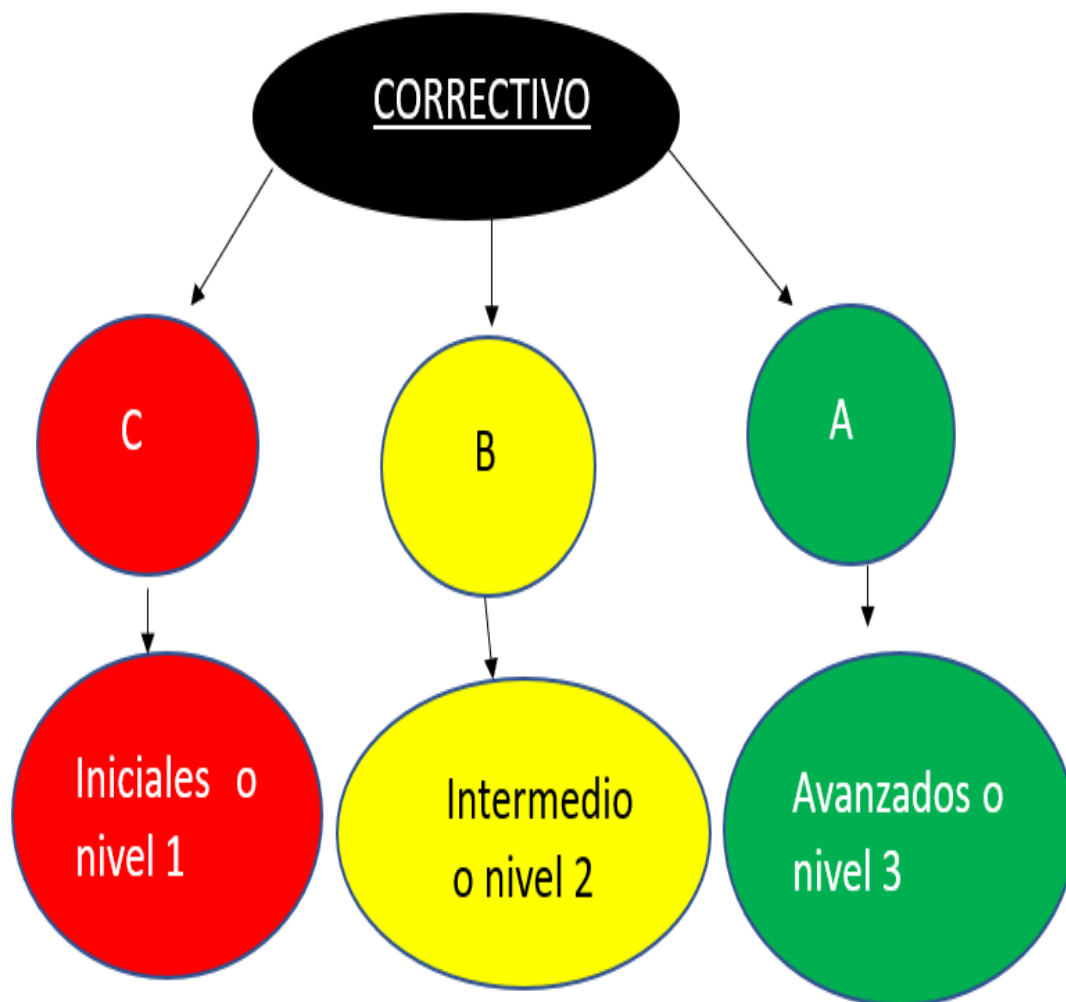 CORRECTIVO
C
B
A
Iniciales o
nivel 1
Intermedio
o nivel 2
Avanzados o
nivel 3